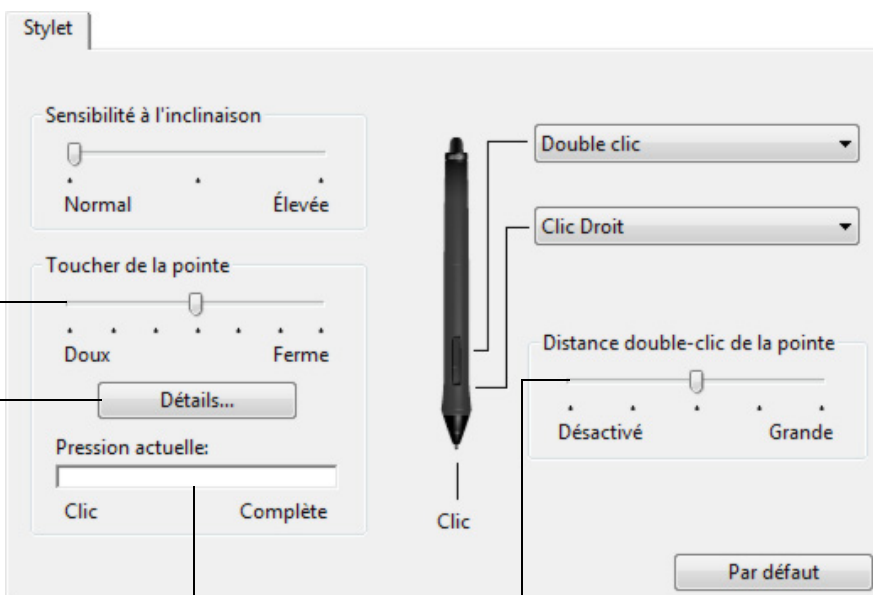 Stylet
Sensibilité à l'inclinaison
Normal
Élevée
Toucher de la pointe
Doux
Ferme
Détails...
Pression actuelle:
Clic
Complète
Clic
Double clic
Clic Droit
Distance double-clic de la pointe
Désactivé
Grande
Par défaut